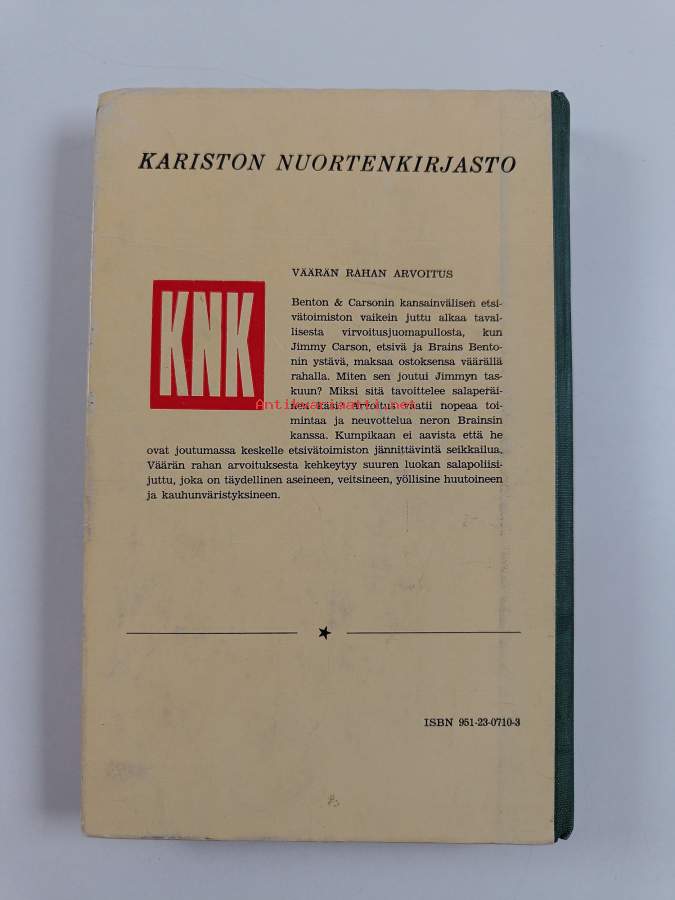 KARISTON NUORTENKIRJASTO
VÄÄRÄN RAHAN ARVOITUS
KNK
Benton & Carsonin kansainvälisen etsi-
vätoimiston vaikein juttu alkaa taval-
lisesta virvoitusjuomapullosta, kun
Jimmy Carson, etsivä ja Brains Bento-
nin ystävä, maksaa ostoksensa väärällä
rahalla. Miten sen joutui Jimmyn tas-
kuun? Miksi sitä tavoittelee salaperäi-
nen käsi? Arvoitus vaatii nopeaa toi-
Antikvariaatti.net
mintaa ja neuvottelua neron Brainsin
kanssa. Kumpikaan ei aavista että he
ovat joutumassa keskelle etsivätoimiston jännittävintä seikkailua.
Väärän rahan arvoituksesta kehkeytyy suuren luokan salapoliisi-
juttu, joka on täydellinen aseineen, veitsineen, yöllisine huutoineen
ja kauhunväristyksineen.
ISBN 951-23-0710-3